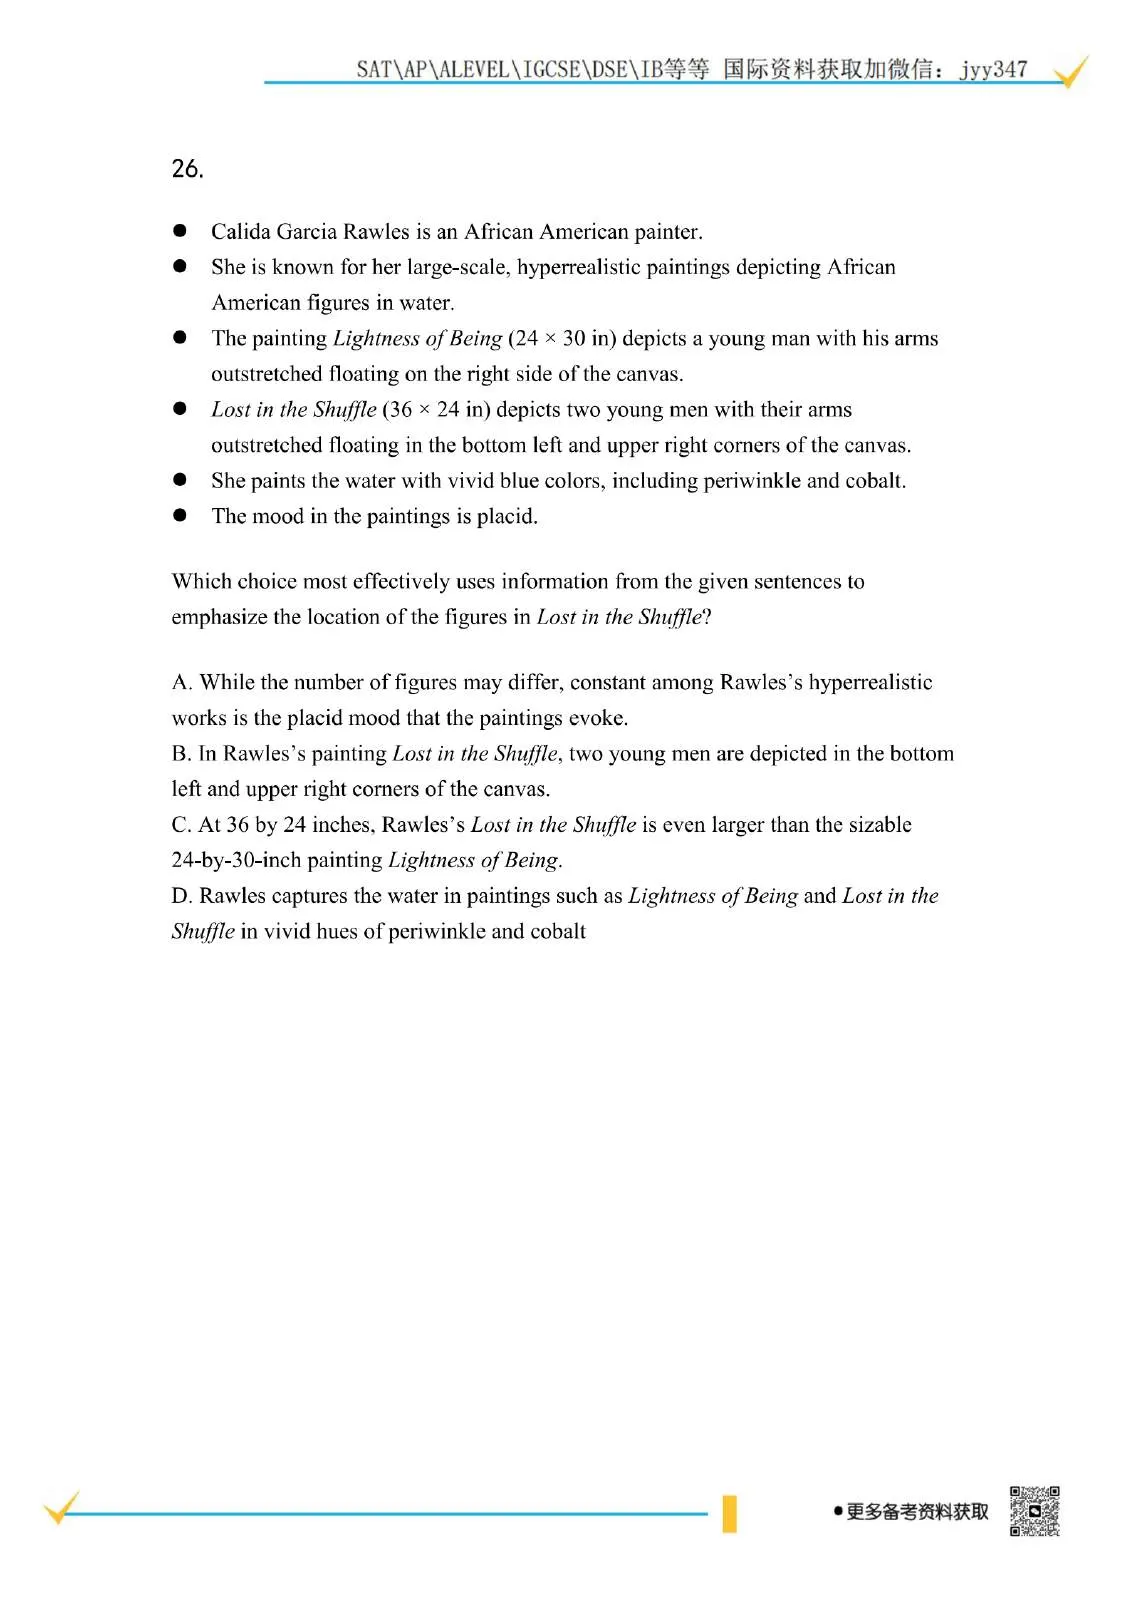 SAT\AP\ALEVEL\IGCSE\DSE\IB等等 国际资料获取加微信：jyy347
26.
● Calida Garcia Rawles is an African American painter.
● She is known for her large-scale, hyperrealistic paintings depicting African
American figures in water.
● The painting Lightness of Being (24 × 30 in) depicts a young man with his arms
outstretched floating on the right side of the canvas.
● Lost in the Shuffle (36 × 24 in) depicts two young men with their arms
outstretched floating in the bottom left and upper right corners of the canvas.
● She paints the water with vivid blue colors, including periwinkle and cobalt.
● The mood in the paintings is placid.
Which choice most effectively uses information from the given sentences to
emphasize the location of the figures in Lost in the Shuffle?
A. While the number of figures may differ, constant among Rawles’s hyperrealistic
works is the placid mood that the paintings evoke.
B. In Rawles’s painting Lost in the Shuffle, two young men are depicted in the bottom
left and upper right corners of the canvas.
C. At 36 by 24 inches, Rawles’s Lost in the Shuffle is even larger than the sizable
24-by-30-inch painting Lightness of Being.
D. Rawles captures the water in paintings such as Lightness of Being and Lost in the
Shuffle in vivid hues of periwinkle and cobalt
●更多备考资料获取